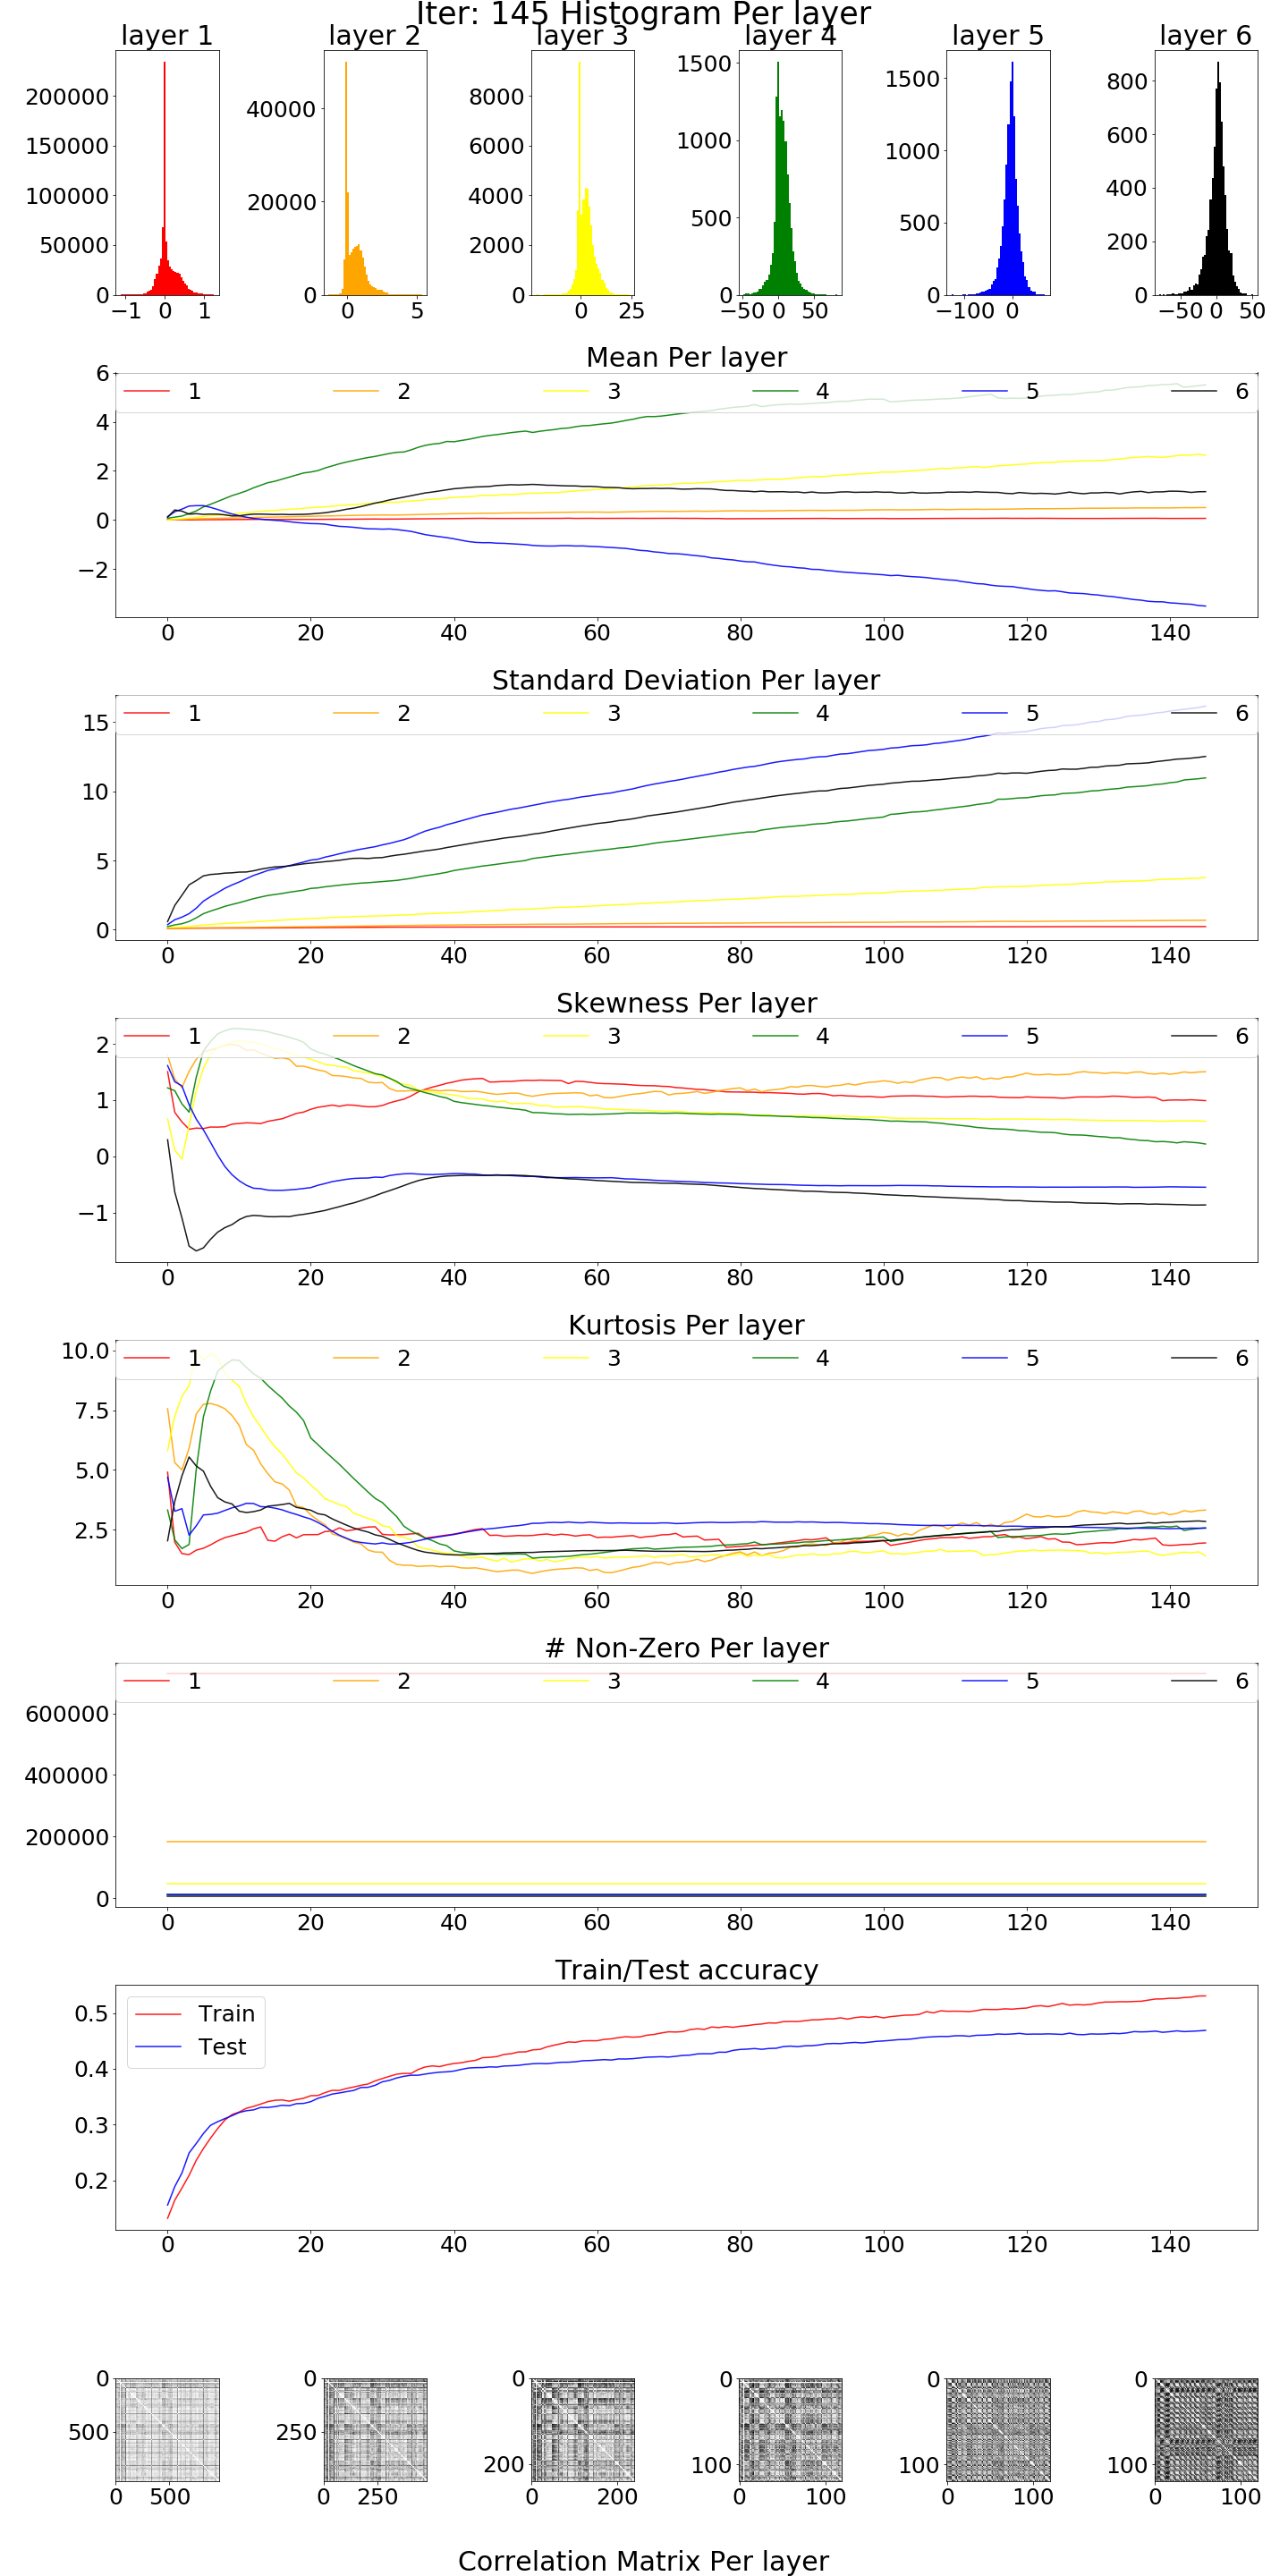 Iter: 145 Histogram Per layer
layer 1 layer 2 layer 3 layer 4 layer 5 layer 6
200000 150000 100000 50000 0
−1 0 1
40000 20000 0
0 5
8000 6000 4000 2000 0
0 25
1500 1000 500 0
−50 0 50
1500 1000 500 0
−100 0
800 600 400 200 0
−50 0 50
Mean Per layer
1 2 3 4 5 6
6
4
2
0
−2
0 20 40 60 80 100 120 140
Standard Deviation Per layer
1 2 3 4 5 6
15
10
5
0
0 20 40 60 80 100 120 140
Skewness Per layer
1 2 3 4 5 6
2
1
0
−1
0 20 40 60 80 100 120 140
Kurtosis Per layer
1 2 3 4 5 6
10.0
7.5
5.0
2.5
0 20 40 60 80 100 120 140
# Non-Zero Per layer
1 2 3 4 5 6
600000
400000
200000
0
0 20 40 60 80 100 120 140
Train/Test accuracy
Train
Test
0.5
0.4
0.3
0.2
0 20 40 60 80 100 120 140
0 500
0 500
0 250
0 250
0 200
0 200
0 100
0 100
0 100
0 100
0 100
0 100
Correlation Matrix Per layer